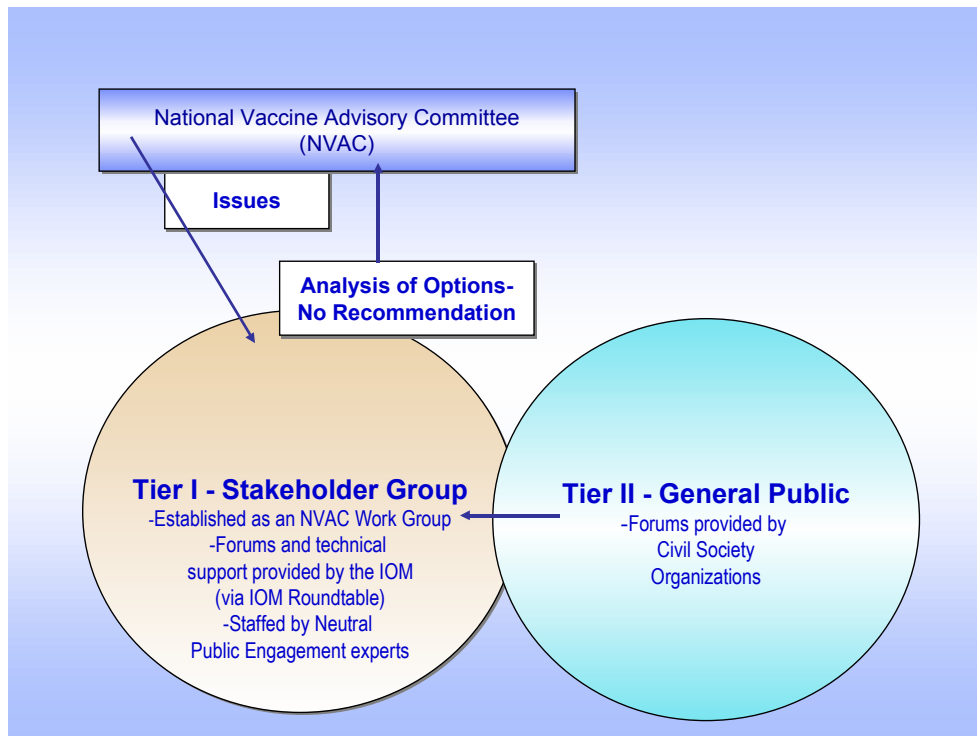 National Vaccine Advisory Committee
(NVAC)
Issues
Analysis of Options-
No Recommendation
Tier I - Stakeholder Group
-Established as an NVAC Work Group
-Forums and technical
support provided by the IOM
(via IOM Roundtable)
-Staffed by Neutral
Public Engagement experts
Tier II - General Public
-Forums provided by
Civil Society
Organizations